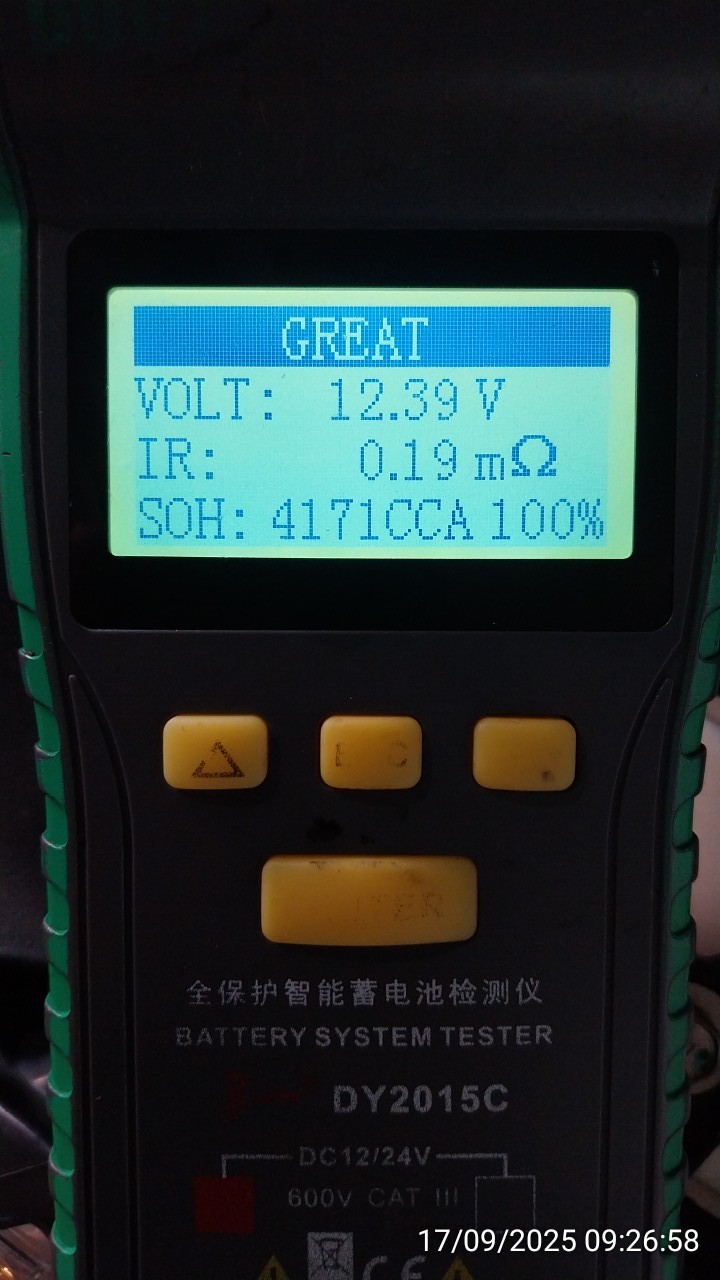 GREAT
VOLT: 12.39 V
IR: 0.19 mΩ
SOH: 4171CCA 100%
全保护智能蓄电池检测仪
BATTERY SYSTEM TESTER
DY2015C
DC12/24V
600V CAT III
CE
17/09/2025 09:26:58